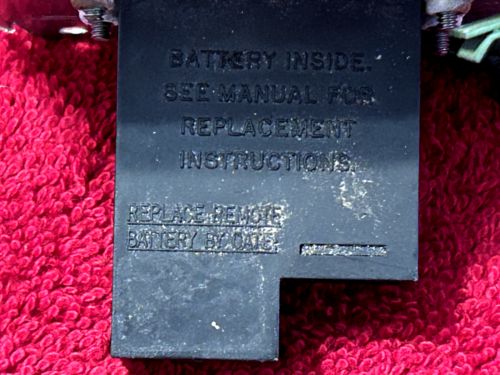 BATTERY INSIDE.
SEE MANUAL FOR
REPLACEMENT
INSTRUCTIONS.
REPLACE REMOTE
BATTERY BY DATE: